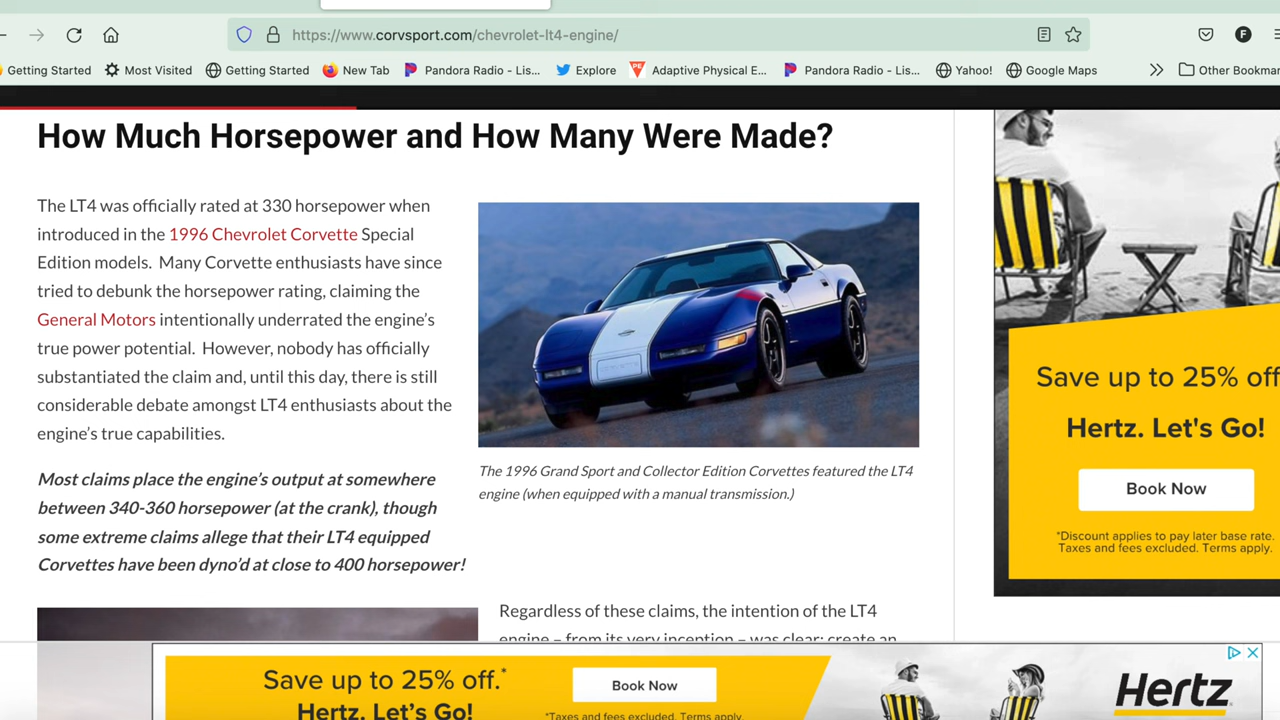 https://www.corvsport.com/chevrolet-lt4-engine/
F
Getting Started
Most Visited
Getting Started
New Tab
Pandora Radio - Lis...
Explore
Adaptive Physical E...
Pandora Radio - Lis...
Yahoo!
Google Maps
Other Bookmar
How Much Horsepower and How Many Were Made?
The LT4 was officially rated at 330 horsepower when
introduced in the 1996 Chevrolet Corvette Special
Edition models. Many Corvette enthusiasts have since
tried to debunk the horsepower rating, claiming the
General Motors intentionally underrated the engine's
true power potential. However, nobody has officially
substantiated the claim and, until this day, there is still
considerable debate amongst LT4 enthusiasts about the
engine's true capabilities.
Most claims place the engine's output at somewhere
between 340-360 horsepower (at the crank), though
some extreme claims allege that their LT4 equipped
Corvettes have been dyno'd at close to 400 horsepower!
The 1996 Grand Sport and Collector Edition Corvettes featured the LT4
engine (when equipped with a manual transmission.)
Regardless of these claims, the intention of the LT4
engine – from its very inception – was clear: create an
Save up to 25% off
Hertz. Let's Go!
Book Now
*Discount applies to pay later base rate.
Taxes and fees excluded. Terms apply.
Save up to 25% off.*
Hertz. Let's Go!
Book Now
*Taxes and fees excluded. Terms apply.
Hertz